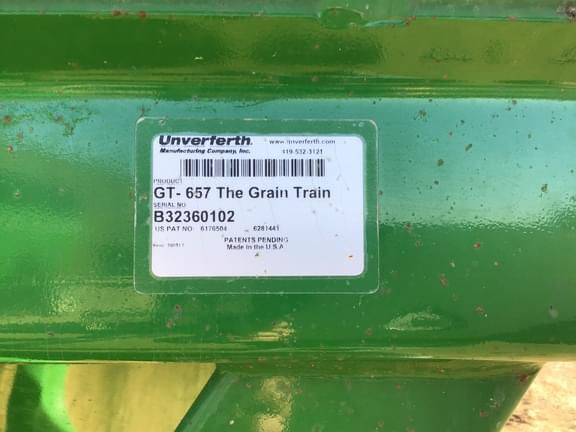 Unverferth
www.unverferth.com
Manufacturing Company, Inc.
419-532-3121
PRODUCT
GT- 657 The Grain Train
SERIAL NO
B32360102
US PAT NO: 6176504 6281441
PATENTS PENDING
Made in the U.S.A